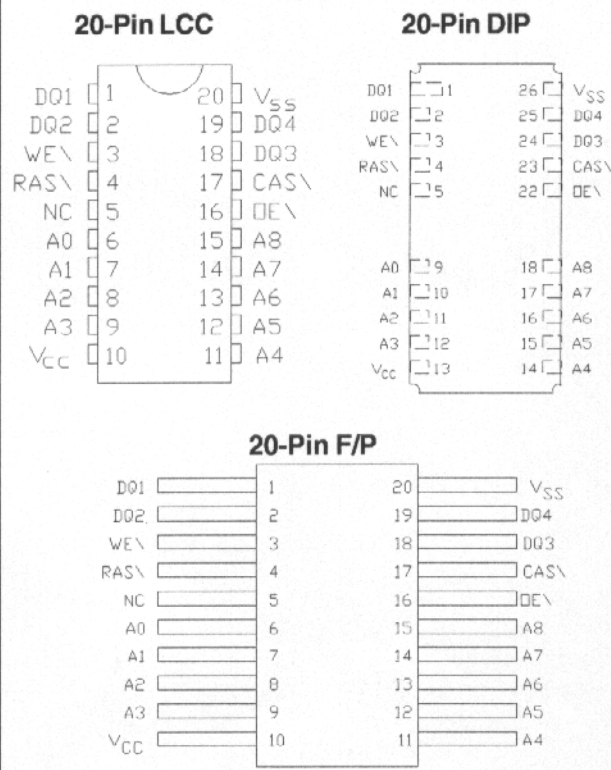 20-Pin LCC
DQ1 1 20 VSS
DQ2 2 19 DQ4
WE\ 3 18 DQ3
RAS\ 4 17 CAS\
NC 5 16 OE\
A0 6 15 A8
A1 7 14 A7
A2 8 13 A6
A3 9 12 A5
VCC 10 11 A4
20-Pin DIP
DQ1 1 26 VSS
DQ2 2 25 DQ4
WE\ 3 24 DQ3
RAS\ 4 23 CAS\
NC 5 22 OE\
A0 9 18 A8
A1 10 17 A7
A2 11 16 A6
A3 12 15 A5
VCC 13 14 A4
20-Pin F/P
DQ1 1 20 VSS
DQ2 2 19 DQ4
WE\ 3 18 DQ3
RAS\ 4 17 CAS\
NC 5 16 OE\
A0 6 15 A8
A1 7 14 A7
A2 8 13 A6
A3 9 12 A5
VCC 10 11 A4